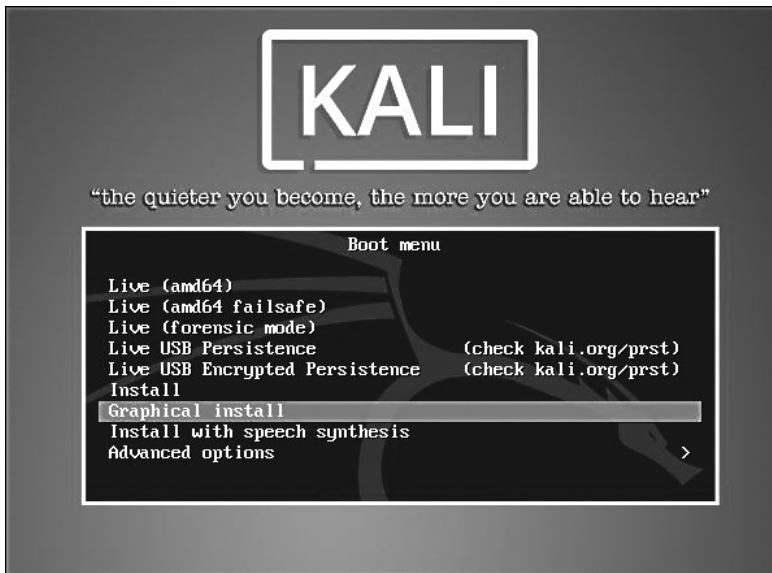 KALI
“the quieter you become, the more you are able to hear”
Boot menu
Live (amd64)
Live (amd64 failsafe)
Live (forensic mode)
Live USB Persistence (check kali.org/prst)
Live USB Encrypted Persistence (check kali.org/prst)
Install
Graphical install
Install with speech synthesis
Advanced options >